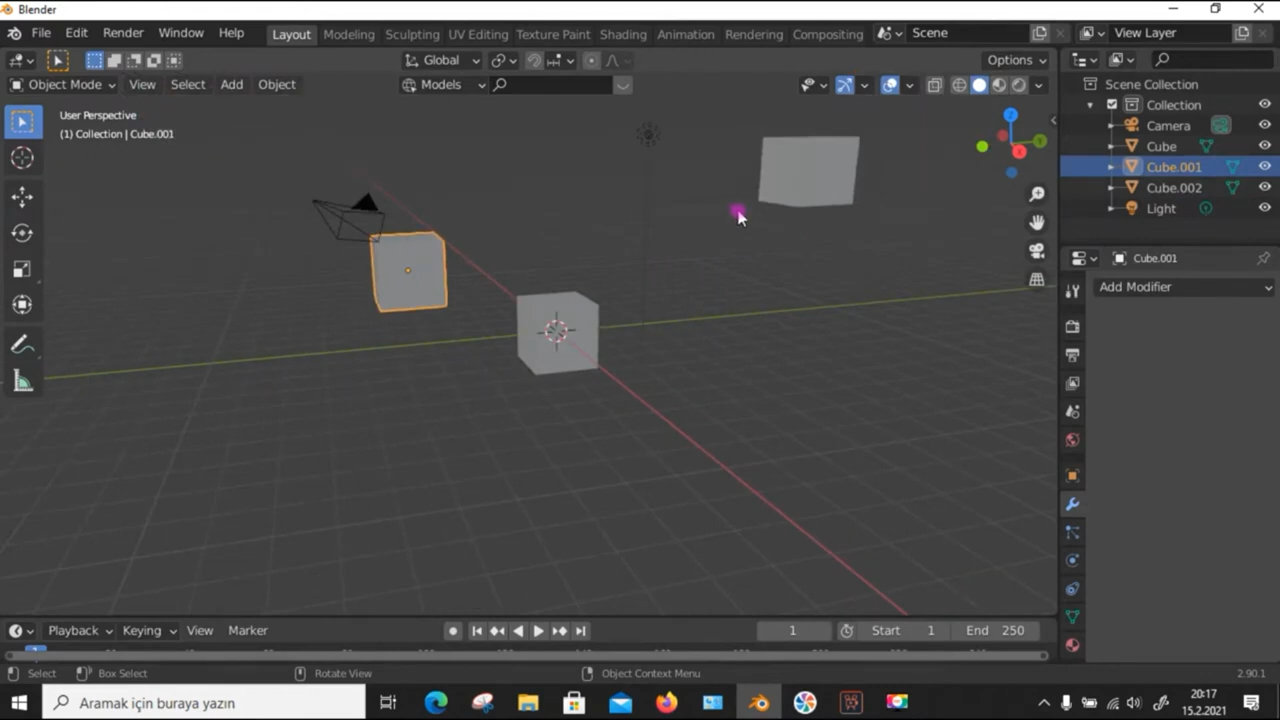 Blender
File Edit Render Window Help Layout Modeling Sculpting UV Editing Texture Paint Shading Animation Rendering Compositing Scene View Layer
Global Options
Object Mode View Select Add Object Models
Scene Collection
Collection
Camera
Cube
Cube.001
Cube.002
Light
User Perspective
(1) Collection | Cube.001
Cube.001
Add Modifier
Playback Keying View Marker 1 Start 1 End 250
Select Box Select Rotate View Object Context Menu 2.90.1
Aramak için buraya yazın
20:17
15.2.2021